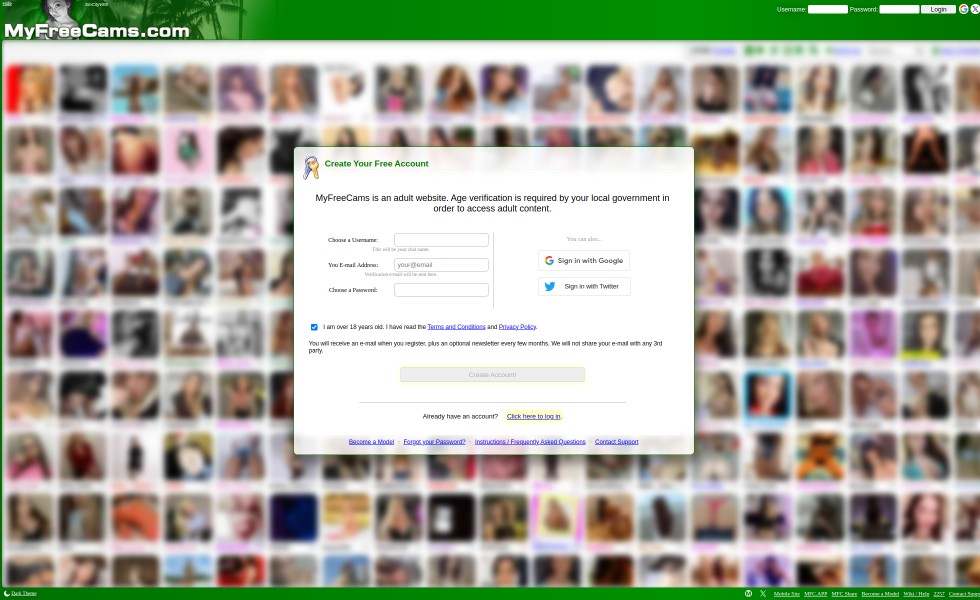 Username: Password: Login
MyFreeCams.com
Create Your Free Account
MyFreeCams is an adult website. Age verification is required by your local government in
order to access adult content.
Choose a Username:
This will be your chat name.
You E-mail Address: your@email
Verification e-mail will be sent here.
Choose a Password:
You can also...
Sign in with Google
Sign in with Twitter
I am over 18 years old. I have read the Terms and Conditions and Privacy Policy.
You will receive an e-mail when you register, plus an optional newsletter every few months. We will not share your e-mail with any 3rd
party.
Create Account!
Already have an account? Click here to log in.
Become a Model - Forgot your Password? - Instructions / Frequently Asked Questions - Contact Support
Dark Theme
Mobile Site MFC.APP MFC Share Become a Model Wiki / Help 2257 Contact